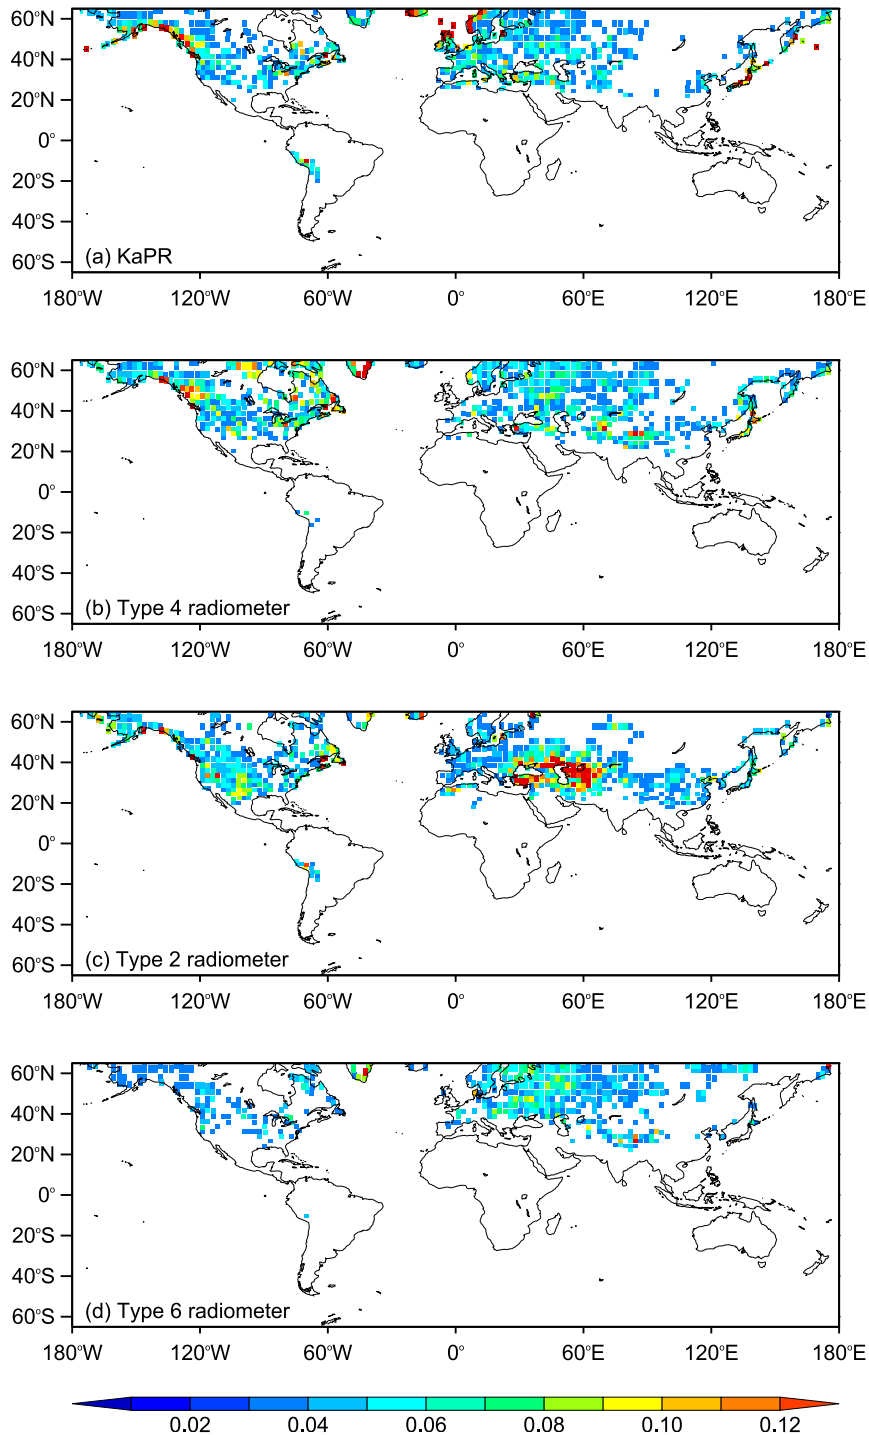 60°N
40°N
20°N
0°
20°S
40°S
60°S
(a) KaPR
180°W 120°W 60°W 0° 60°E 120°E 180°E
60°N
40°N
20°N
0°
20°S
40°S
60°S
(b) Type 4 radiometer
180°W 120°W 60°W 0° 60°E 120°E 180°E
60°N
40°N
20°N
0°
20°S
40°S
60°S
(c) Type 2 radiometer
180°W 120°W 60°W 0° 60°E 120°E 180°E
60°N
40°N
20°N
0°
20°S
40°S
60°S
(d) Type 6 radiometer
180°W 120°W 60°W 0° 60°E 120°E 180°E
0.02 0.04 0.06 0.08 0.10 0.12